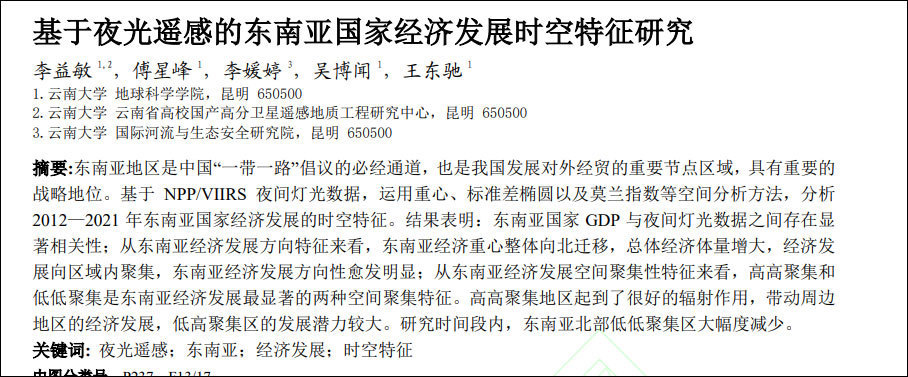 基于夜光遥感的东南亚国家经济发展时空特征研究
李益敏 1,2，傅星峰 1，李媛婷 3，吴博闻 1，王东驰 1
1.云南大学 地球科学学院，昆明 650500
2.云南大学 云南省高校国产高分卫星遥感地质工程研究中心，昆明 650500
3.云南大学 国际河流与生态安全研究院，昆明 650500
摘要:东南亚地区是中国“一带一路”倡议的必经通道，也是我国发展对外经贸的重要节点区域，具有重要的
战略地位。基于 NPP/VIIRS 夜间灯光数据，运用重心、标准差椭圆以及莫兰指数等空间分析方法，分析
2012—2021 年东南亚国家经济发展的时空特征。结果表明：东南亚国家 GDP 与夜间灯光数据之间存在显
著相关性；从东南亚经济发展方向特征来看，东南亚经济重心整体向北迁移，总体经济体量增大，经济发
展向区域内聚集，东南亚经济发展方向性愈发明显；从东南亚经济发展空间聚集性特征来看，高高聚集和
低低聚集是东南亚经济发展最显著的两种空间聚集特征。高高聚集地区起到了很好的辐射作用，带动周边
地区的经济发展，低高聚集区的发展潜力较大。研究时间段内，东南亚北部低低聚集区大幅度减少。
关键词: 夜光遥感；东南亚；经济发展；时空特征
中图分类号 P237 F13/17